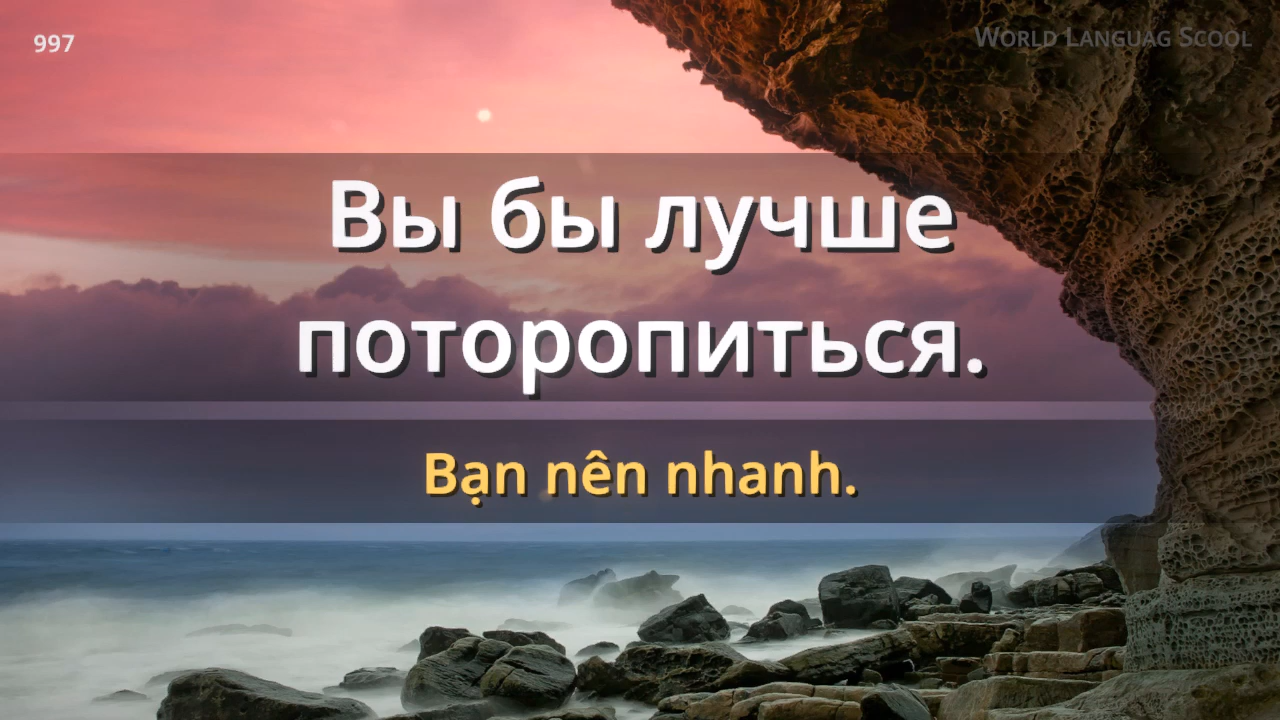 997
World Languag Scool
Вы бы лучше
поторопиться.
Bạn nên nhanh.